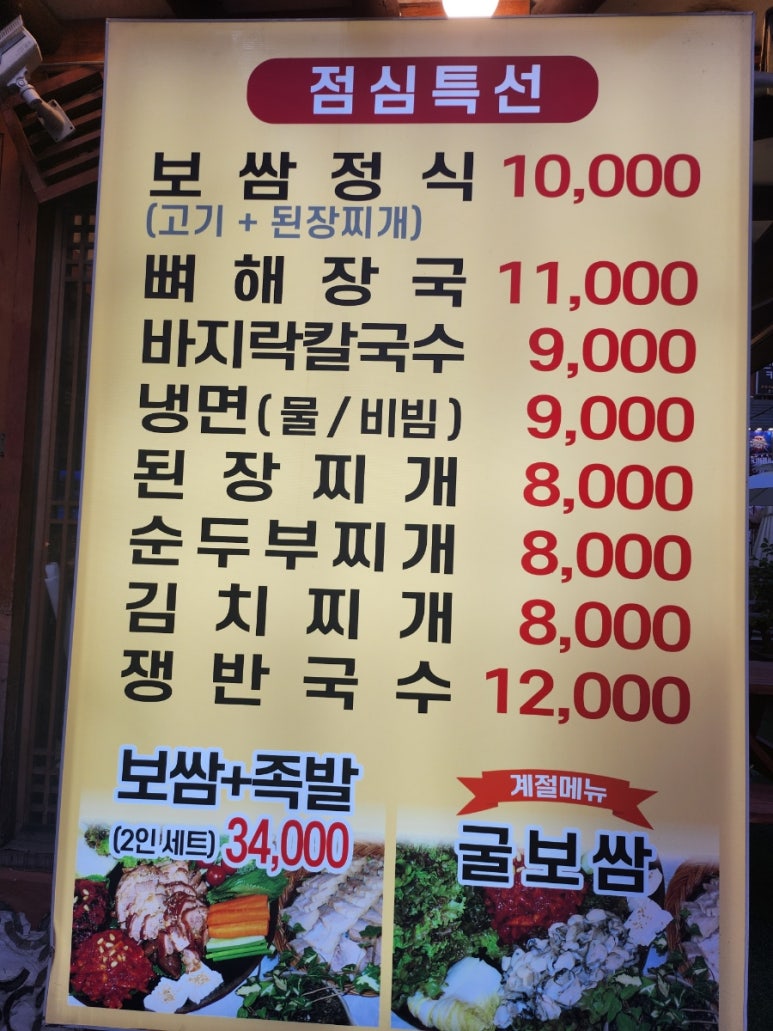 점심특선
보쌈정식 10,000
(고기 + 된장찌개)
뼈해장국 11,000
바지락칼국수 9,000
냉면(물/비빔) 9,000
된장찌개 8,000
순두부찌개 8,000
김치찌개 8,000
쟁반국수 12,000
보쌈+족발
(2인세트) 34,000
계절메뉴
굴보쌈